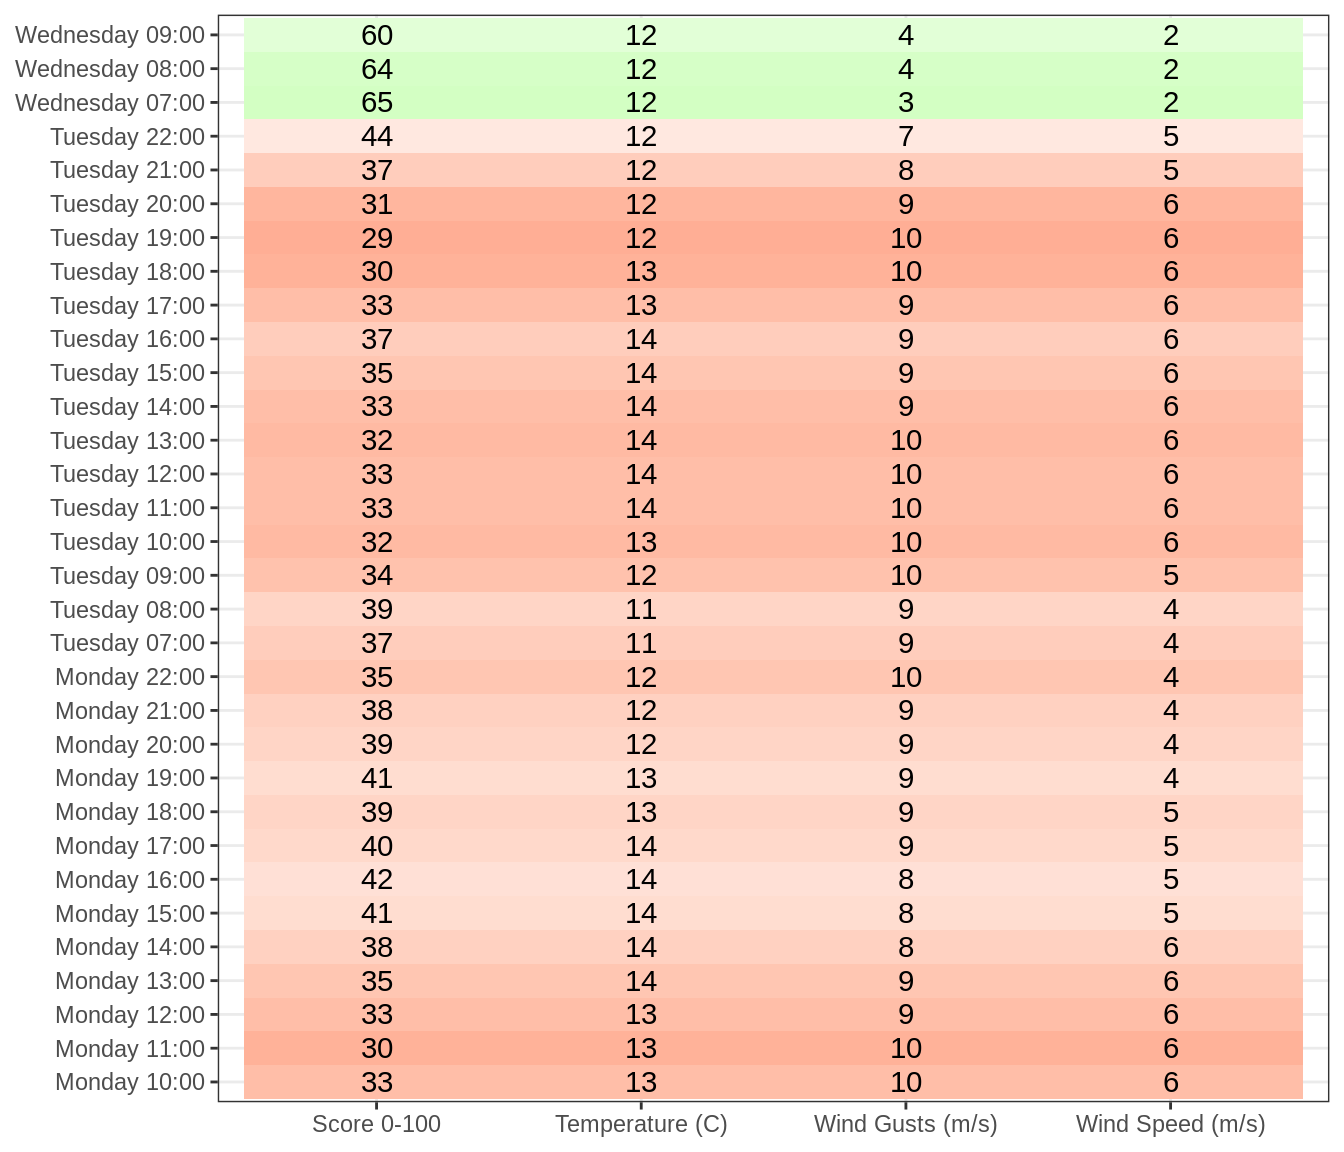 Wednesday 09:00 60 12 4 2
Wednesday 08:00 64 12 4 2
Wednesday 07:00 65 12 3 2
Tuesday 22:00 44 12 7 5
Tuesday 21:00 37 12 8 5
Tuesday 20:00 31 12 9 6
Tuesday 19:00 29 12 10 6
Tuesday 18:00 30 13 10 6
Tuesday 17:00 33 13 9 6
Tuesday 16:00 37 14 9 6
Tuesday 15:00 35 14 9 6
Tuesday 14:00 33 14 9 6
Tuesday 13:00 32 14 10 6
Tuesday 12:00 33 14 10 6
Tuesday 11:00 33 14 10 6
Tuesday 10:00 32 13 10 6
Tuesday 09:00 34 12 10 5
Tuesday 08:00 39 11 9 4
Tuesday 07:00 37 11 9 4
Monday 22:00 35 12 10 4
Monday 21:00 38 12 9 4
Monday 20:00 39 12 9 4
Monday 19:00 41 13 9 4
Monday 18:00 39 13 9 5
Monday 17:00 40 14 9 5
Monday 16:00 42 14 8 5
Monday 15:00 41 14 8 5
Monday 14:00 38 14 8 6
Monday 13:00 35 14 9 6
Monday 12:00 33 13 9 6
Monday 11:00 30 13 10 6
Monday 10:00 33 13 10 6
Score 0-100 Temperature (C) Wind Gusts (m/s) Wind Speed (m/s)